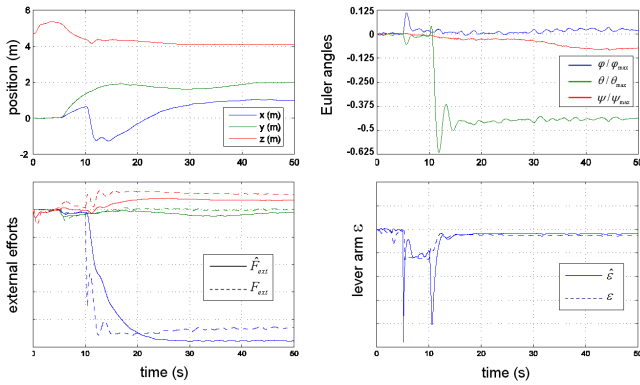 6
4
2
0
-2
0 10 20 30 40 50
position (m)
x (m)
y (m)
z (m)
0.125
0
-0.125
-0.25
-0.375
-0.5
-0.625
0 10 20 30 40 50
Euler angles
φ/φmax
θ/θmax
ψ/ψmax
external efforts
F̂ext
Fext
0 10 20 30 40 50
time (s)
lever arm ε
ε̂
ε
0 10 20 30 40 50
time (s)